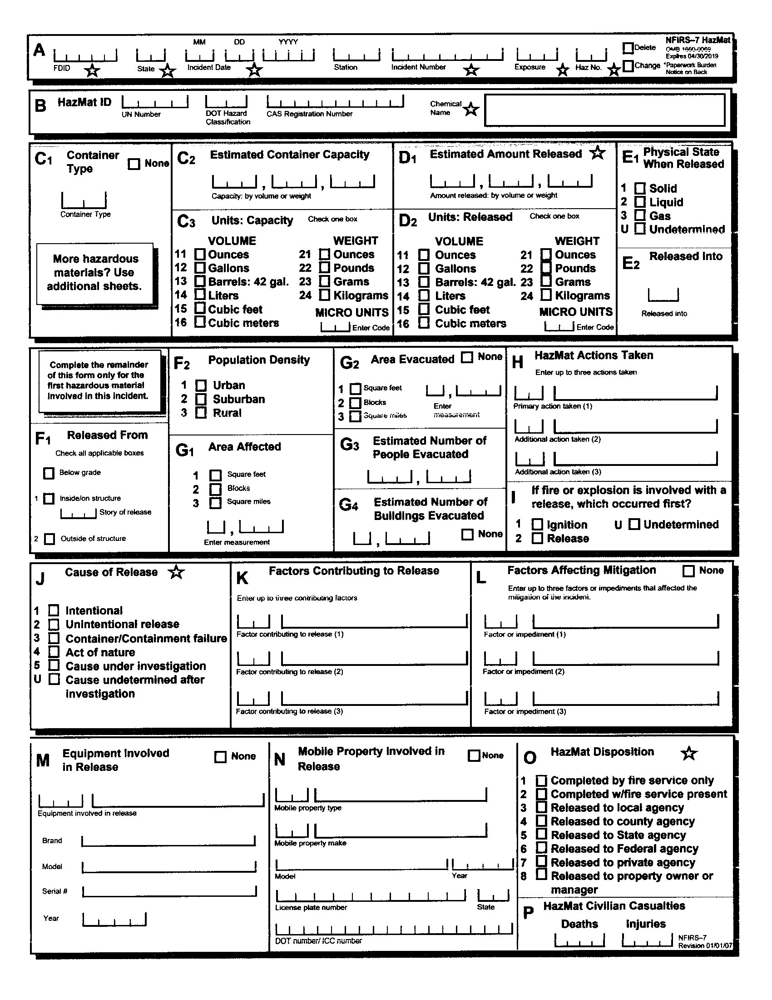 A
MM DD YYYY
FDID State Incident Date Station Incident Number Exposure Haz No.
Delete
Change
NFIRS–7 HazMat
OMB 1660-0069
Expires 04/30/2019
*Paperwork Burden
Notice on Back
B HazMat ID
UN Number
DOT Hazard
Classification
CAS Registration Number
Chemical
Name
C1 Container
Type
None
Container Type
More hazardous
materials? Use
additional sheets.
C2 Estimated Container Capacity
, ,
Capacity: by volume or weight
C3 Units: Capacity Check one box
VOLUME WEIGHT
11 Ounces 21 Ounces
12 Gallons 22 Pounds
13 Barrels: 42 gal. 23 Grams
14 Liters 24 Kilograms
15 Cubic feet MICRO UNITS
16 Cubic meters Enter Code
D1 Estimated Amount Released
, ,
Amount released: by volume or weight
D2 Units: Released Check one box
VOLUME WEIGHT
11 Ounces 21 Ounces
12 Gallons 22 Pounds
13 Barrels: 42 gal. 23 Grams
14 Liters 24 Kilograms
15 Cubic feet MICRO UNITS
16 Cubic meters Enter Code
E1 Physical State
When Released
1 Solid
2 Liquid
3 Gas
U Undetermined
E2 Released Into
Released into
Complete the remainder
of this form only for the
first hazardous material
involved in this incident.
F1 Released From
Check all applicable boxes
Below grade
1 Inside/on structure
Story of release
2 Outside of structure
F2 Population Density
1 Urban
2 Suburban
3 Rural
G1 Area Affected
1 Square feet
2 Blocks
3 Square miles
,
Enter measurement
G2 Area Evacuated None
1 Square feet ,
2 Blocks Enter
3 Square miles measurement
G3 Estimated Number of
People Evacuated
,
G4 Estimated Number of
Buildings Evacuated
, None
H HazMat Actions Taken
Enter up to three actions taken
Primary action taken (1)
Additional action taken (2)
Additional action taken (3)
I If fire or explosion is involved with a
release, which occurred first?
1 Ignition U Undetermined
2 Release
J Cause of Release
1 Intentional
2 Unintentional release
3 Container/Containment failure
4 Act of nature
5 Cause under investigation
U Cause undetermined after
investigation
K Factors Contributing to Release
Enter up to three contributing factors
Factor contributing to release (1)
Factor contributing to release (2)
Factor contributing to release (3)
L Factors Affecting Mitigation None
Enter up to three factors or impediments that affected the
mitigation of the incident.
Factor or impediment (1)
Factor or impediment (2)
Factor or impediment (3)
M Equipment Involved
in Release
None
Equipment involved in release
Brand
Model
Serial #
Year
N Mobile Property Involved in
Release
None
Mobile property type
Mobile property make
Model Year
License plate number State
DOT number/ ICC number
O HazMat Disposition
1 Completed by fire service only
2 Completed w/fire service present
3 Released to local agency
4 Released to county agency
5 Released to State agency
6 Released to Federal agency
7 Released to private agency
8 Released to property owner or
manager
P HazMat Civilian Casualties
Deaths Injuries
NFIRS–7
Revision 01/01/07